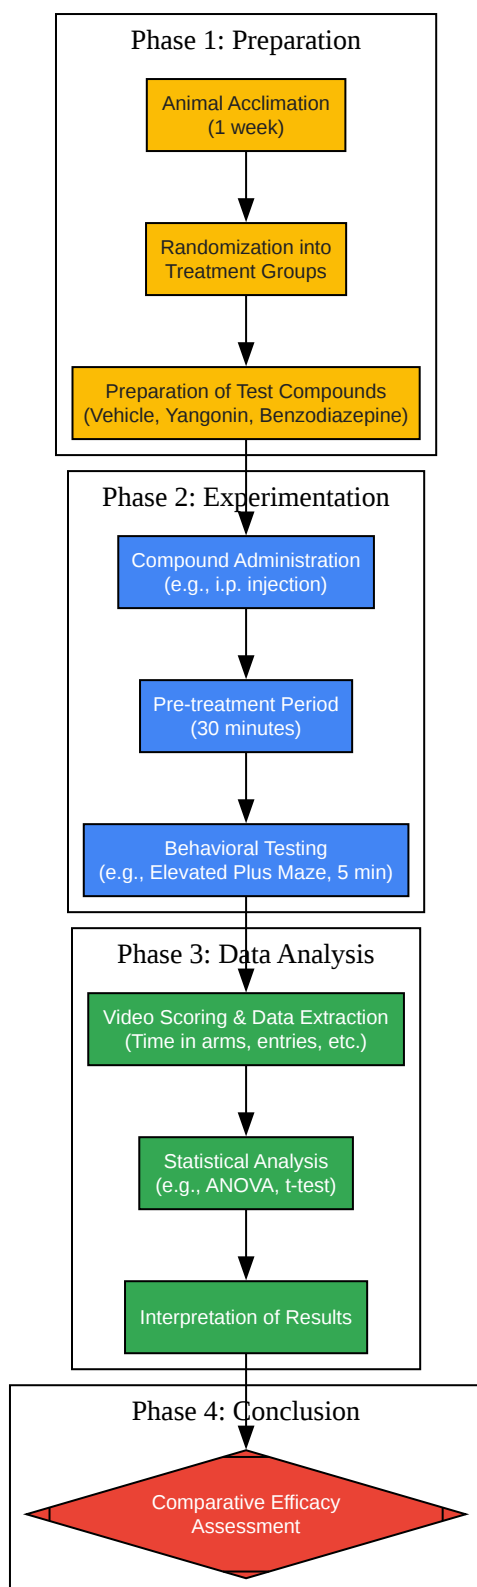 Phase 1: Preparation
Animal Acclimation
(1 week)
Randomization into
Treatment Groups
Preparation of Test Compounds
(Vehicle, Yangonin, Benzodiazepine)
Phase 2: Experimentation
Compound Administration
(e.g., i.p. injection)
Pre-treatment Period
(30 minutes)
Behavioral Testing
(e.g., Elevated Plus Maze, 5 min)
Phase 3: Data Analysis
Video Scoring & Data Extraction
(Time in arms, entries, etc.)
Statistical Analysis
(e.g., ANOVA, t-test)
Interpretation of Results
Phase 4: Conclusion
Comparative Efficacy
Assessment